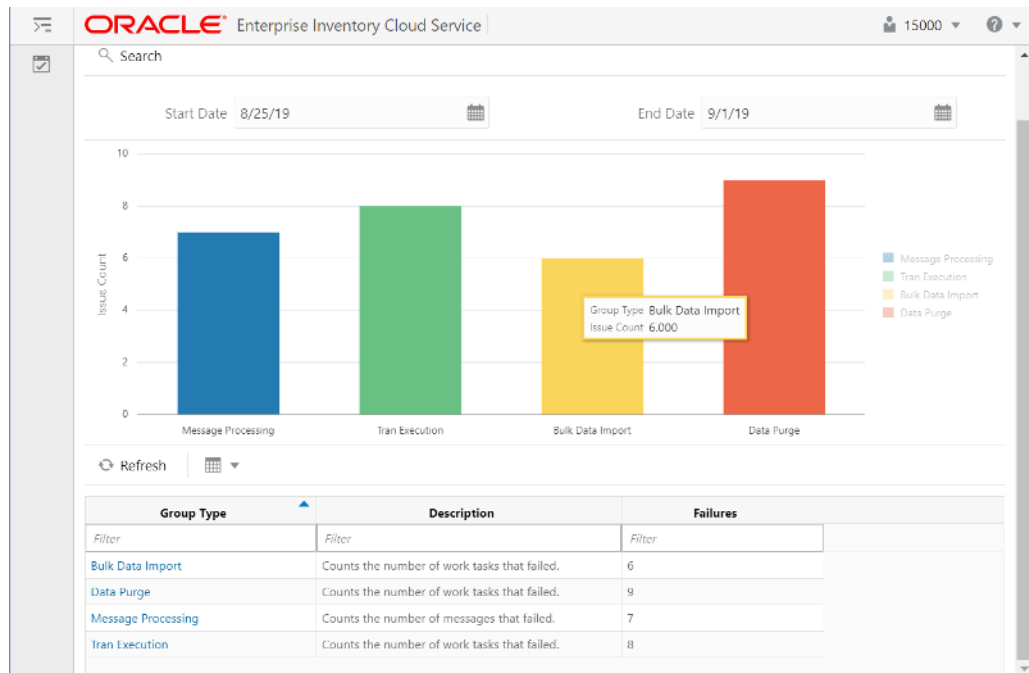 ORACLE® Enterprise Inventory Cloud Service
15000
Search
Start Date 8/25/19
End Date 9/1/19
10
8
6
4
2
0
Issue Count
Group Type Bulk Data Import
Issue Count 6.000
Message Processing
Tran Execution
Bulk Data Import
Data Purge
Message Processing Tran Execution Bulk Data Import Data Purge
Refresh
Group Type Description Failures
Filter Filter Filter
Bulk Data Import Counts the number of work tasks that failed. 6
Data Purge Counts the number of work tasks that failed. 9
Message Processing Counts the number of messages that failed. 7
Tran Execution Counts the number of work tasks that failed. 8